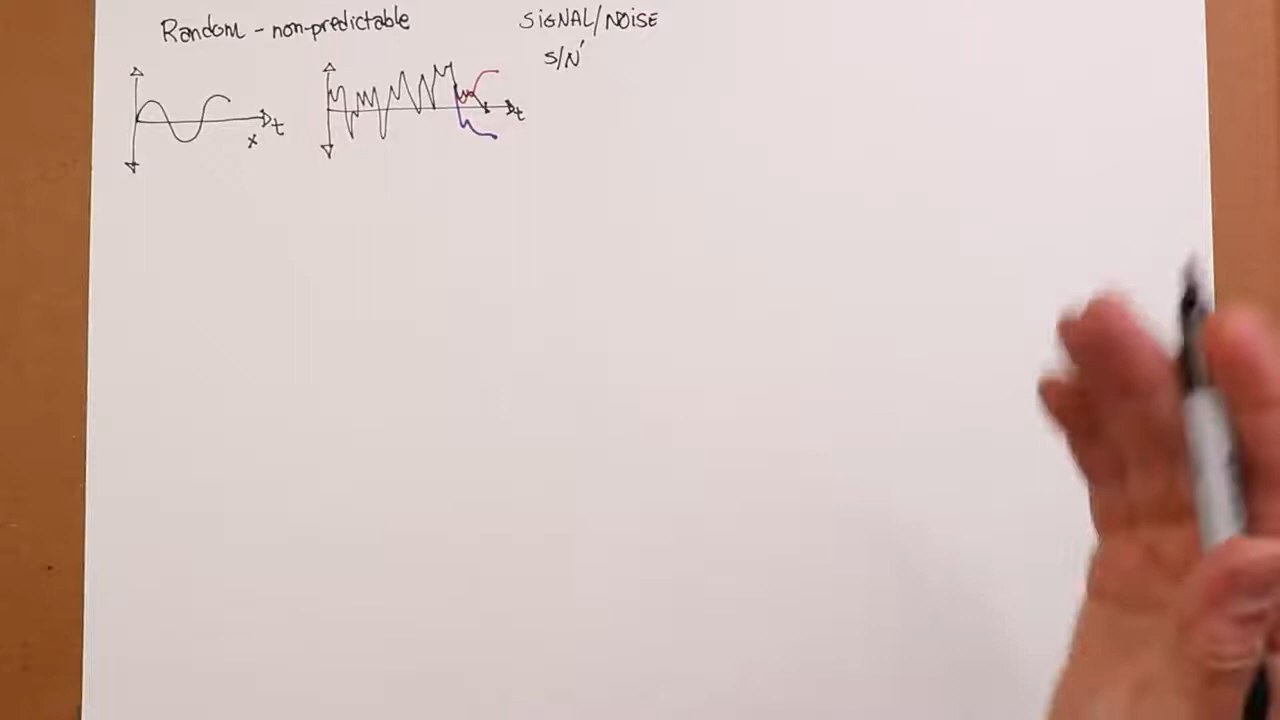 Random - non-predictable
SIGNAL/NOISE
S/N
t
x
t